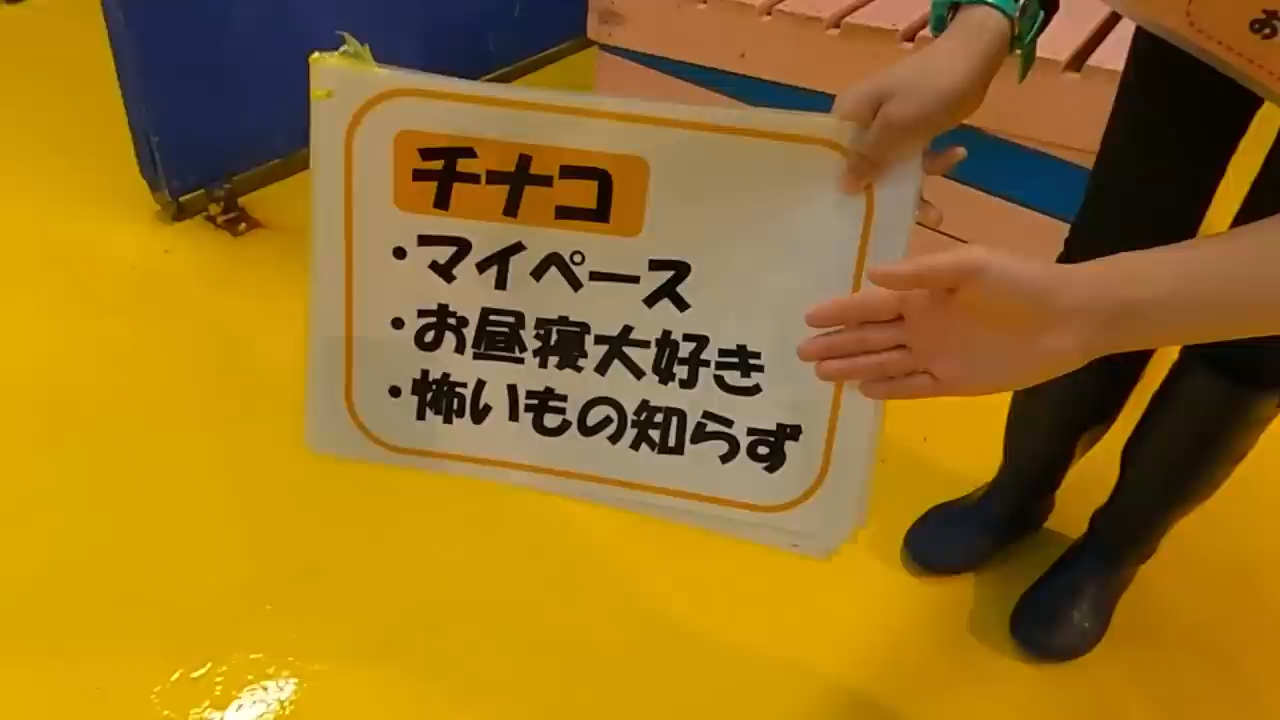 チナコ
・マイペース
・お昼寝大好き
・怖いもの知らず
お